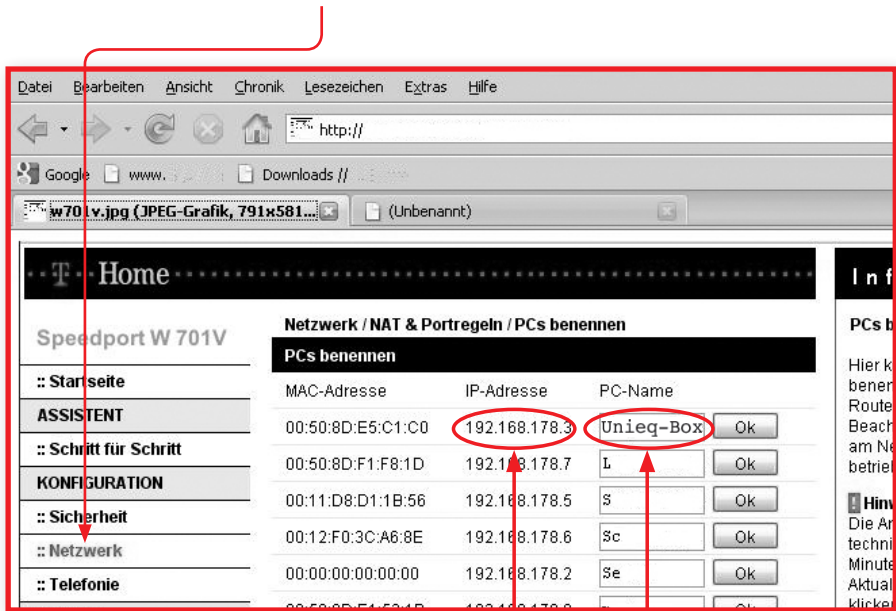 Datei Bearbeiten Ansicht Chronik Lesezeichen Extras Hilfe
http://
Google www. Downloads //
w701v.jpg (JPEG-Grafik, 791x581... (Unbenannt)
T Home Inf
Speedport W 701V
Netzwerk / NAT & Portregeln / PCs benennen
PCs b
PCs benennen
:: Startseite
MAC-Adresse IP-Adresse PC-Name
Hier k
benen
Route
ASSISTENT
00:50:8D:E5:C1:C0 192.168.178.3 Unieq-Box Ok
Beach
am Ne
betrie
:: Schritt für Schritt
00:50:8D:F1:F8:1D 192.168.178.7 L Ok
KONFIGURATION
00:11:D8:D1:1B:56 192.168.178.5 S Ok
Hinw
:: Sicherheit
00:12:F0:3C:A6:8E 192.168.178.6 Sc Ok
Die An
techni
:: Netzwerk
00:00:00:00:00:00 192.168.178.2 Se Ok
Minute
Aktual
:: Telefonie
klicke